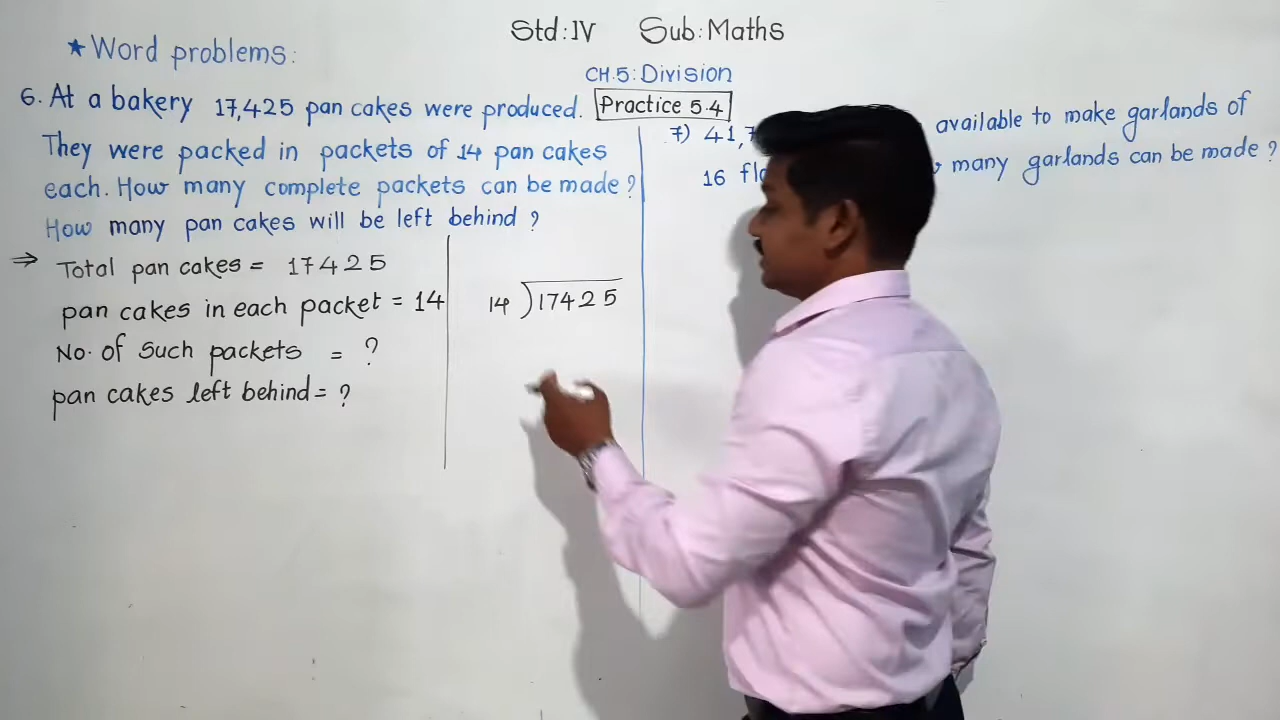 Std:IV Sub:Maths
★ Word problems:
CH.5: Division
Practice 5.4
6. At a bakery 17,425 pan cakes were produced.
They were packed in packets of 14 pan cakes
each. How many complete packets can be made?
How many pan cakes will be left behind?
⇒ Total pan cakes = 17425
pan cakes in each packet = 14
No. of Such packets = ?
pan cakes left behind = ?
14 ) 17425
7) 41, available to make garlands of
16 many garlands can be made?